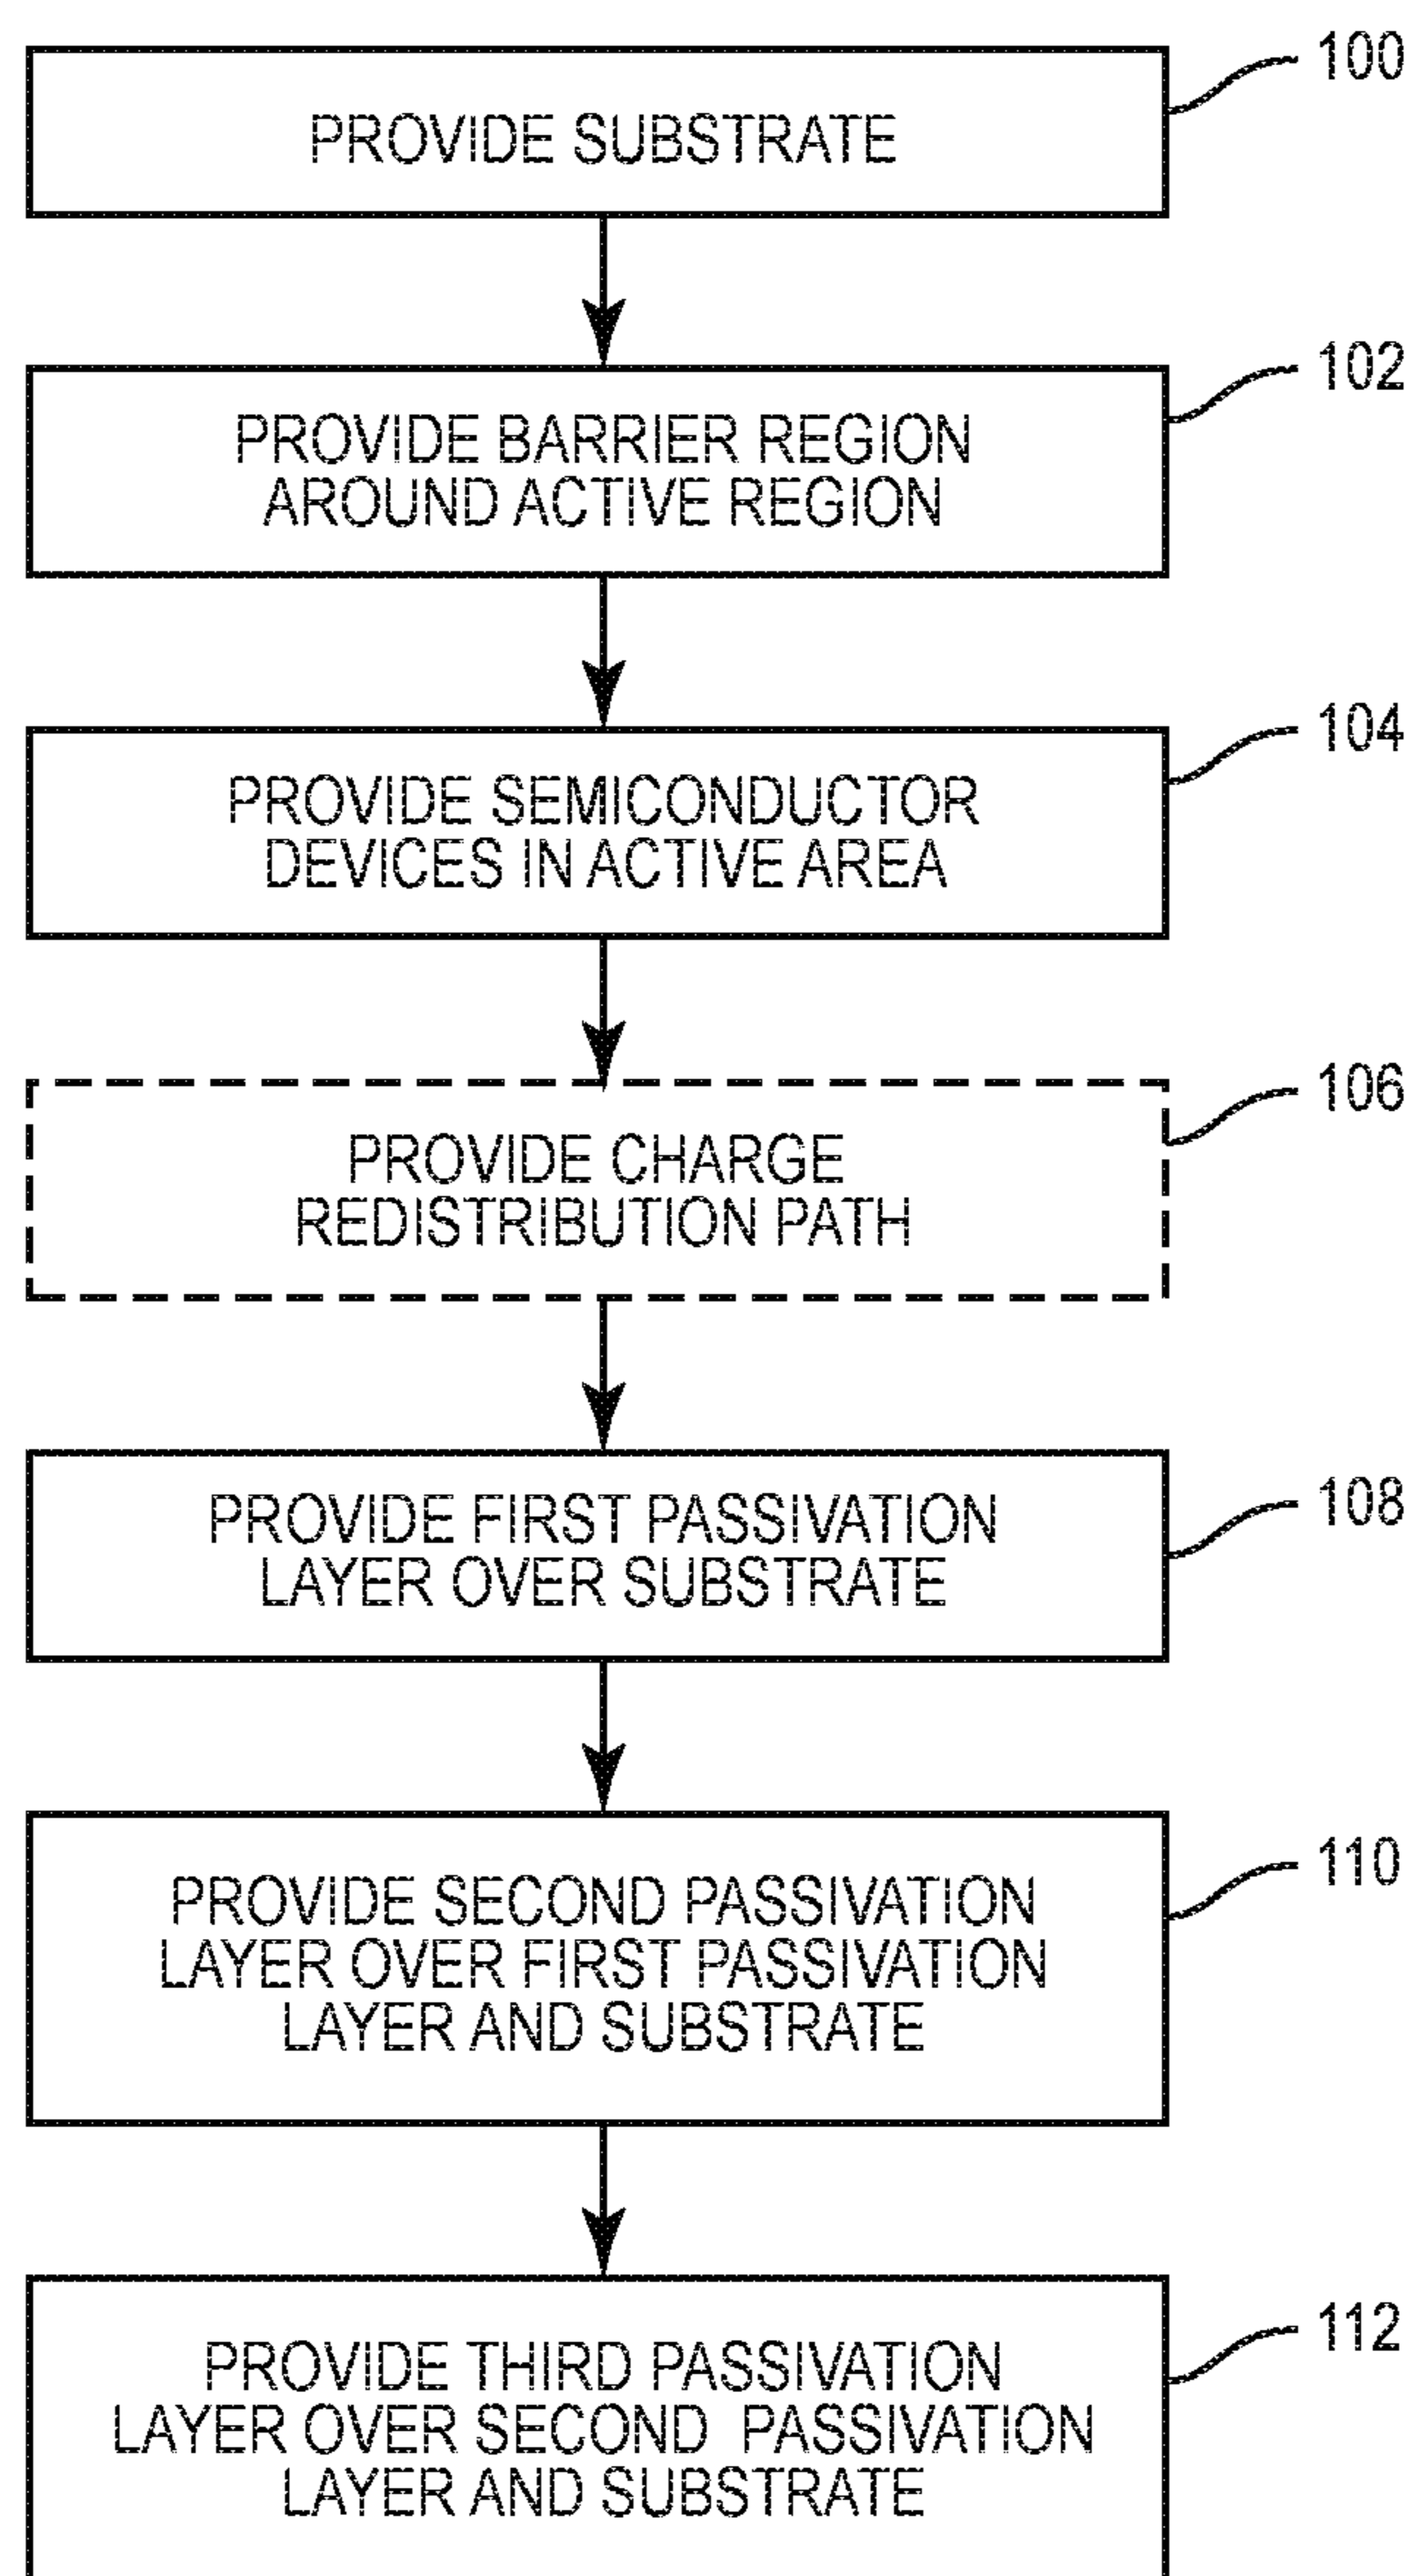 100
PROVIDE SUBSTRATE
102
PROVIDE BARRIER REGION
AROUND ACTIVE REGION
104
PROVIDE SEMICONDUCTOR
DEVICES IN ACTIVE AREA
106
PROVIDE CHARGE
REDISTRIBUTION PATH
108
PROVIDE FIRST PASSIVATION
LAYER OVER SUBSTRATE
110
PROVIDE SECOND PASSIVATION
LAYER OVER FIRST PASSIVATION
LAYER AND SUBSTRATE
112
PROVIDE THIRD PASSIVATION
LAYER OVER SECOND PASSIVATION
LAYER AND SUBSTRATE